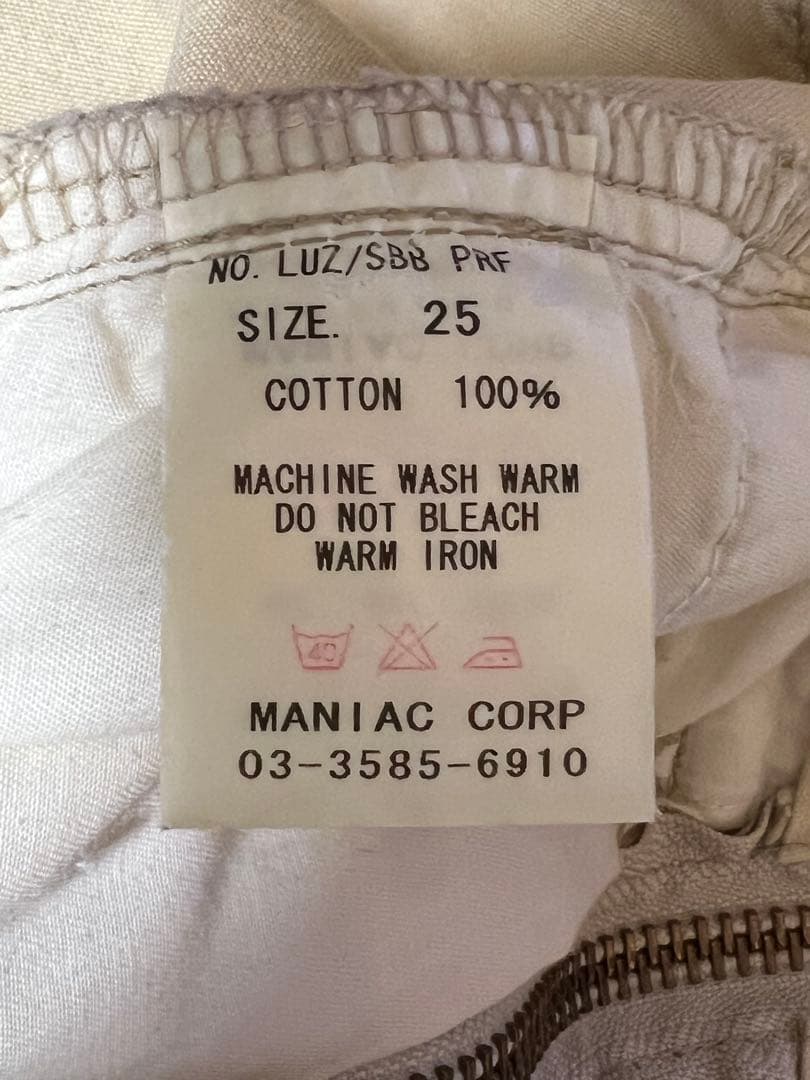 NO. LUZ/SBB PRF
SIZE. 25
COTTON 100%
MACHINE WASH WARM
DO NOT BLEACH
WARM IRON
40
MANIAC CORP
03-3585-6910